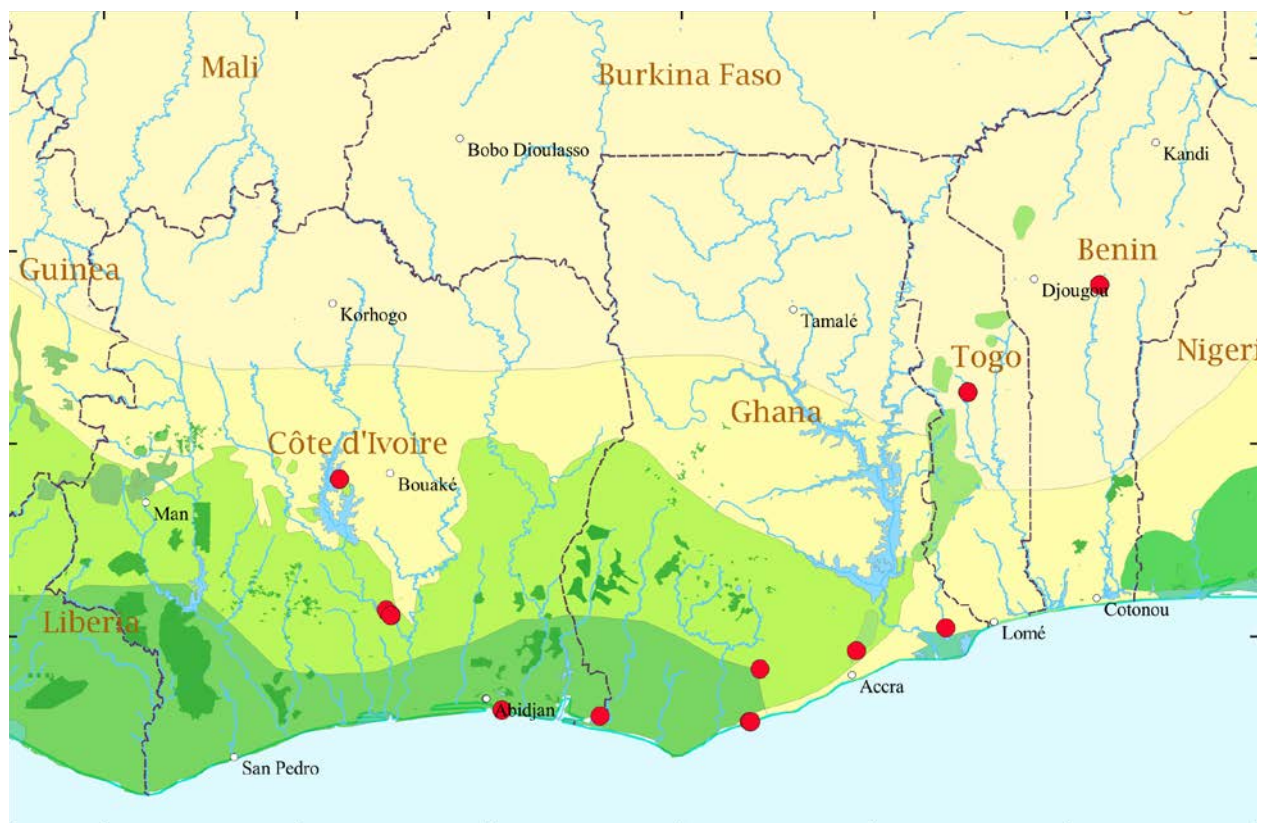 Mali
Burkina Faso
Bobo Dioulasso
Kandi
Guinea
Benin
Djougou
Korhogo
Tamalé
Togo
Nigeri
Ghana
Côte d'Ivoire
Bouaké
Man
Liberia
Cotonou
Lomé
Accra
Abidjan
San Pedro